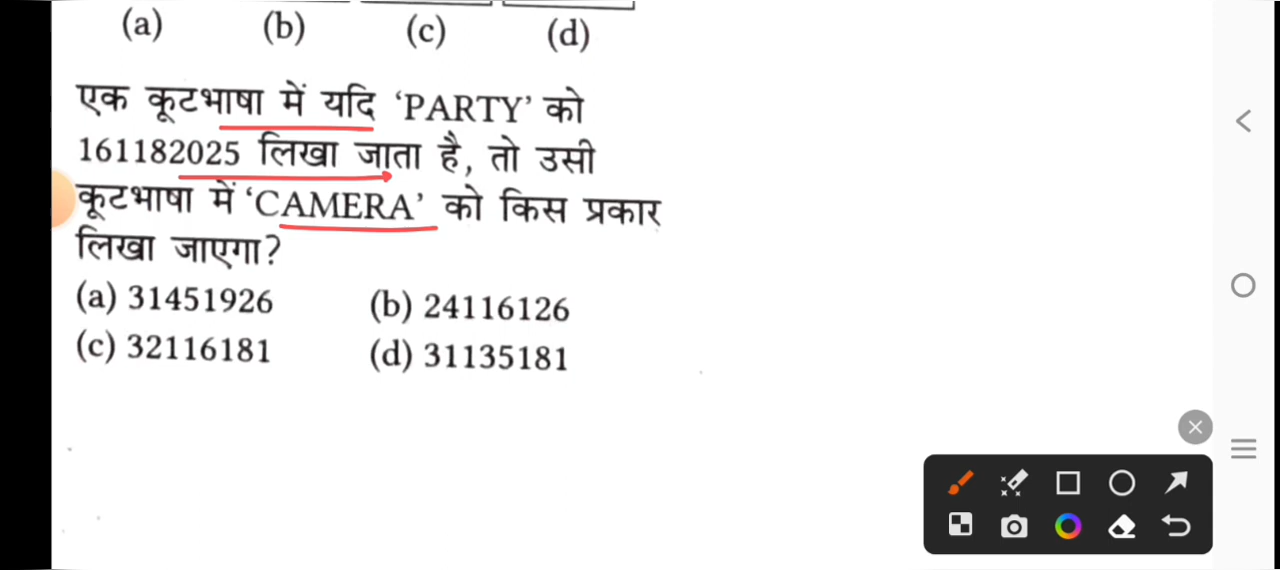 (a) (b) (c) (d)
एक कूटभाषा में यदि ‘PARTY’ को
161182025 लिखा जाता है, तो उसी
कूटभाषा में ‘CAMERA’ को किस प्रकार
लिखा जाएगा?
(a) 31451926 (b) 24116126
(c) 32116181 (d) 31135181